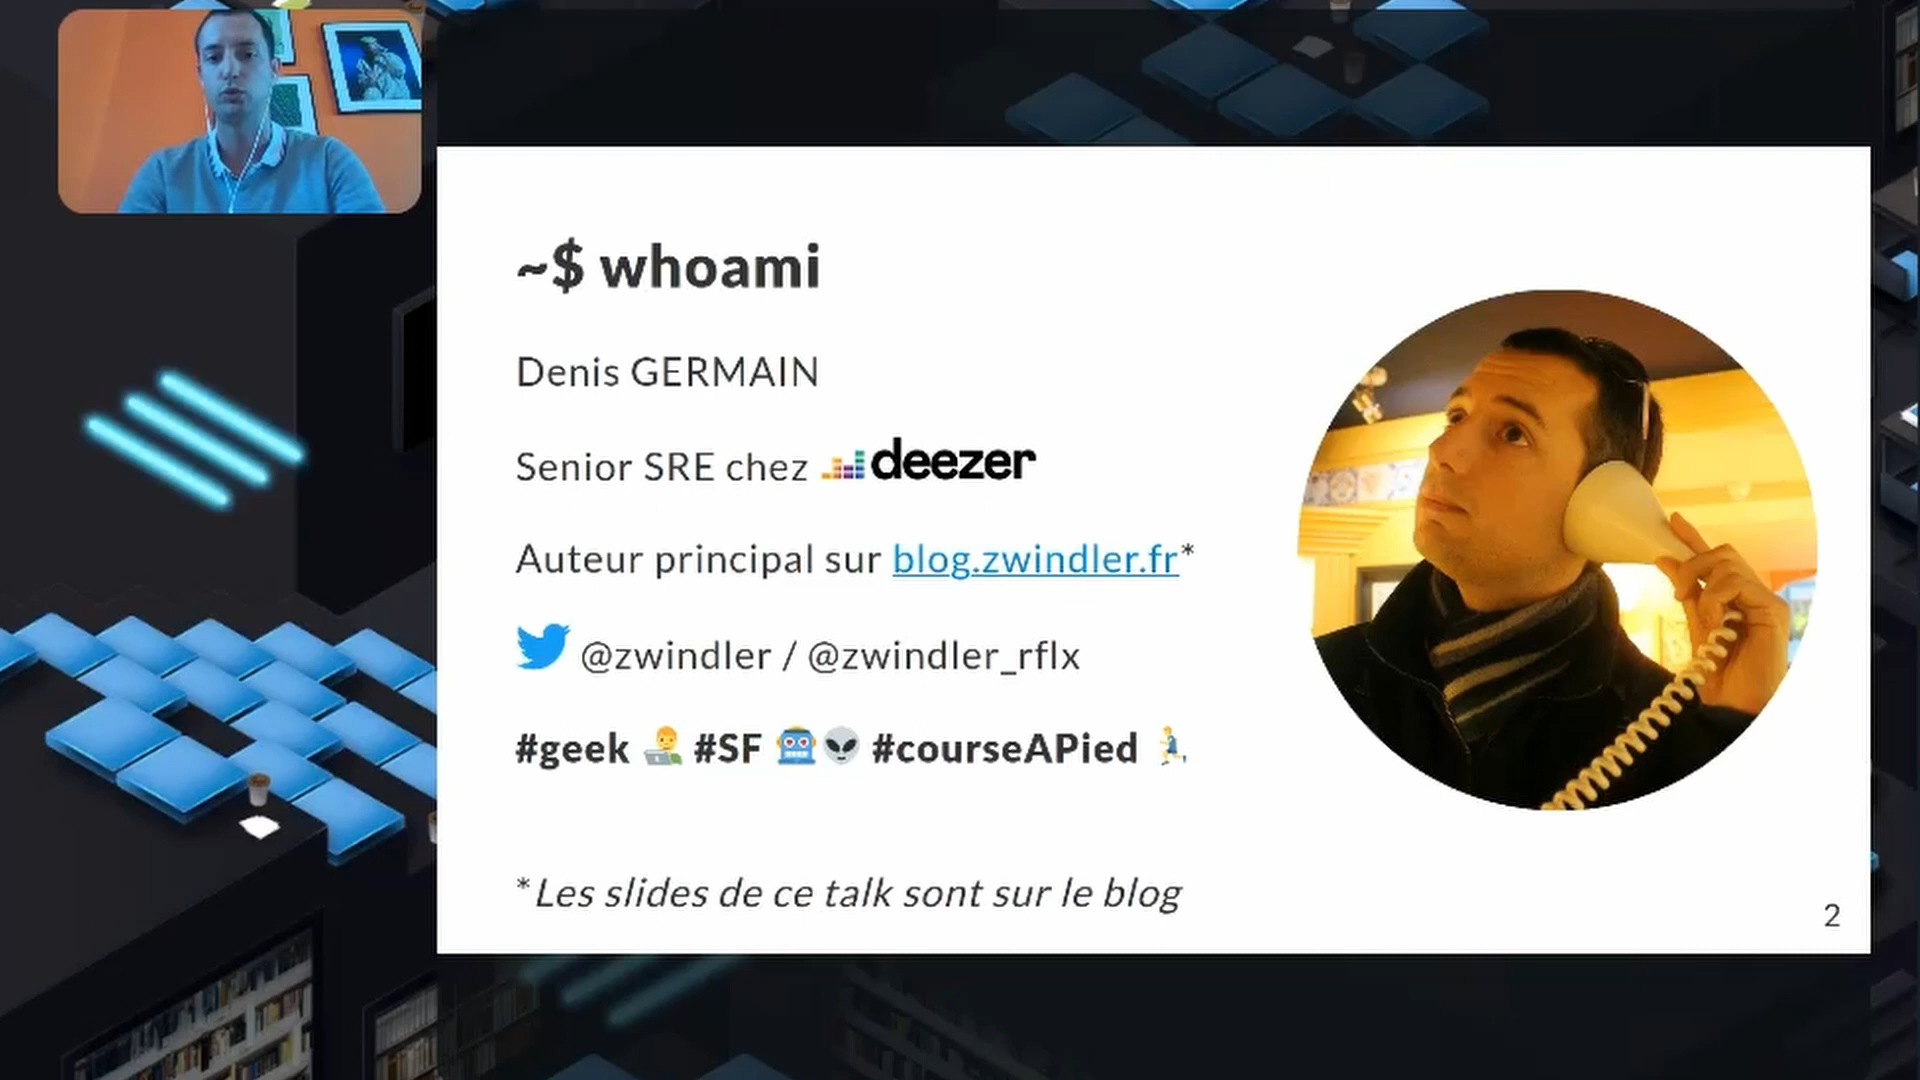 ~$ whoami
Denis GERMAIN
Senior SRE chez deezer
Auteur principal sur blog.zwindler.fr*
@zwindler / @zwindler_rflx
#geek 👨‍💻 #SF 🤖👽 #courseAPied 🏃
*Les slides de ce talk sont sur le blog
2